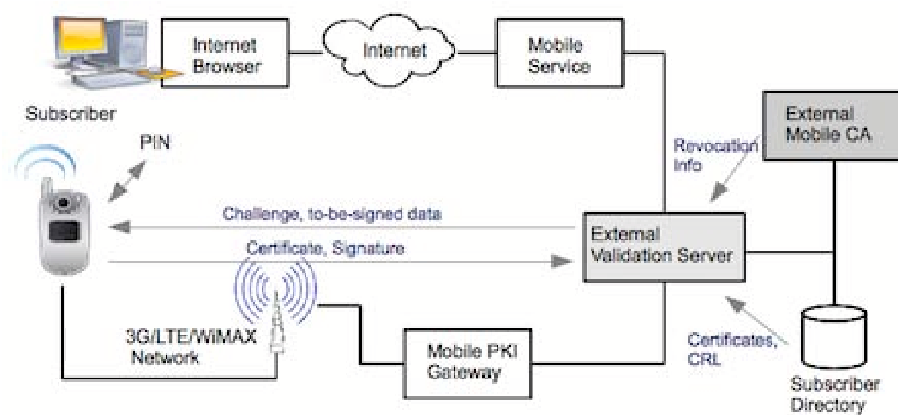 Internet
Browser
Internet
Mobile
Service
Subscriber
PIN
External
Mobile CA
Revocation
Info
Challenge, to-be-signed data
Certificate, Signature
External
Validation Server
3G/LTE/WiMAX
Network
Mobile PKI
Gateway
Certificates,
CRL
Subscriber
Directory